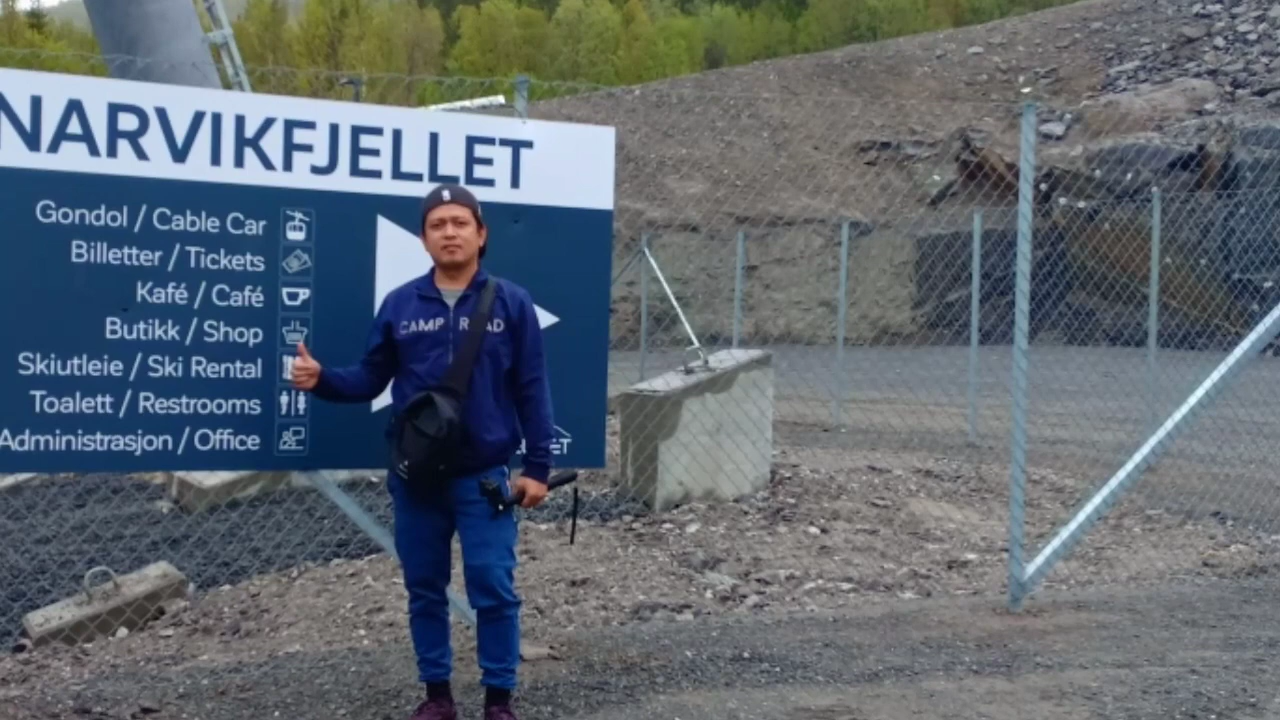 NARVIKFJELLET
Gondol / Cable Car
Billetter / Tickets
Kafé / Café
Butikk / Shop
Skiutleie / Ski Rental
Toalett / Restrooms
Administrasjon / Office